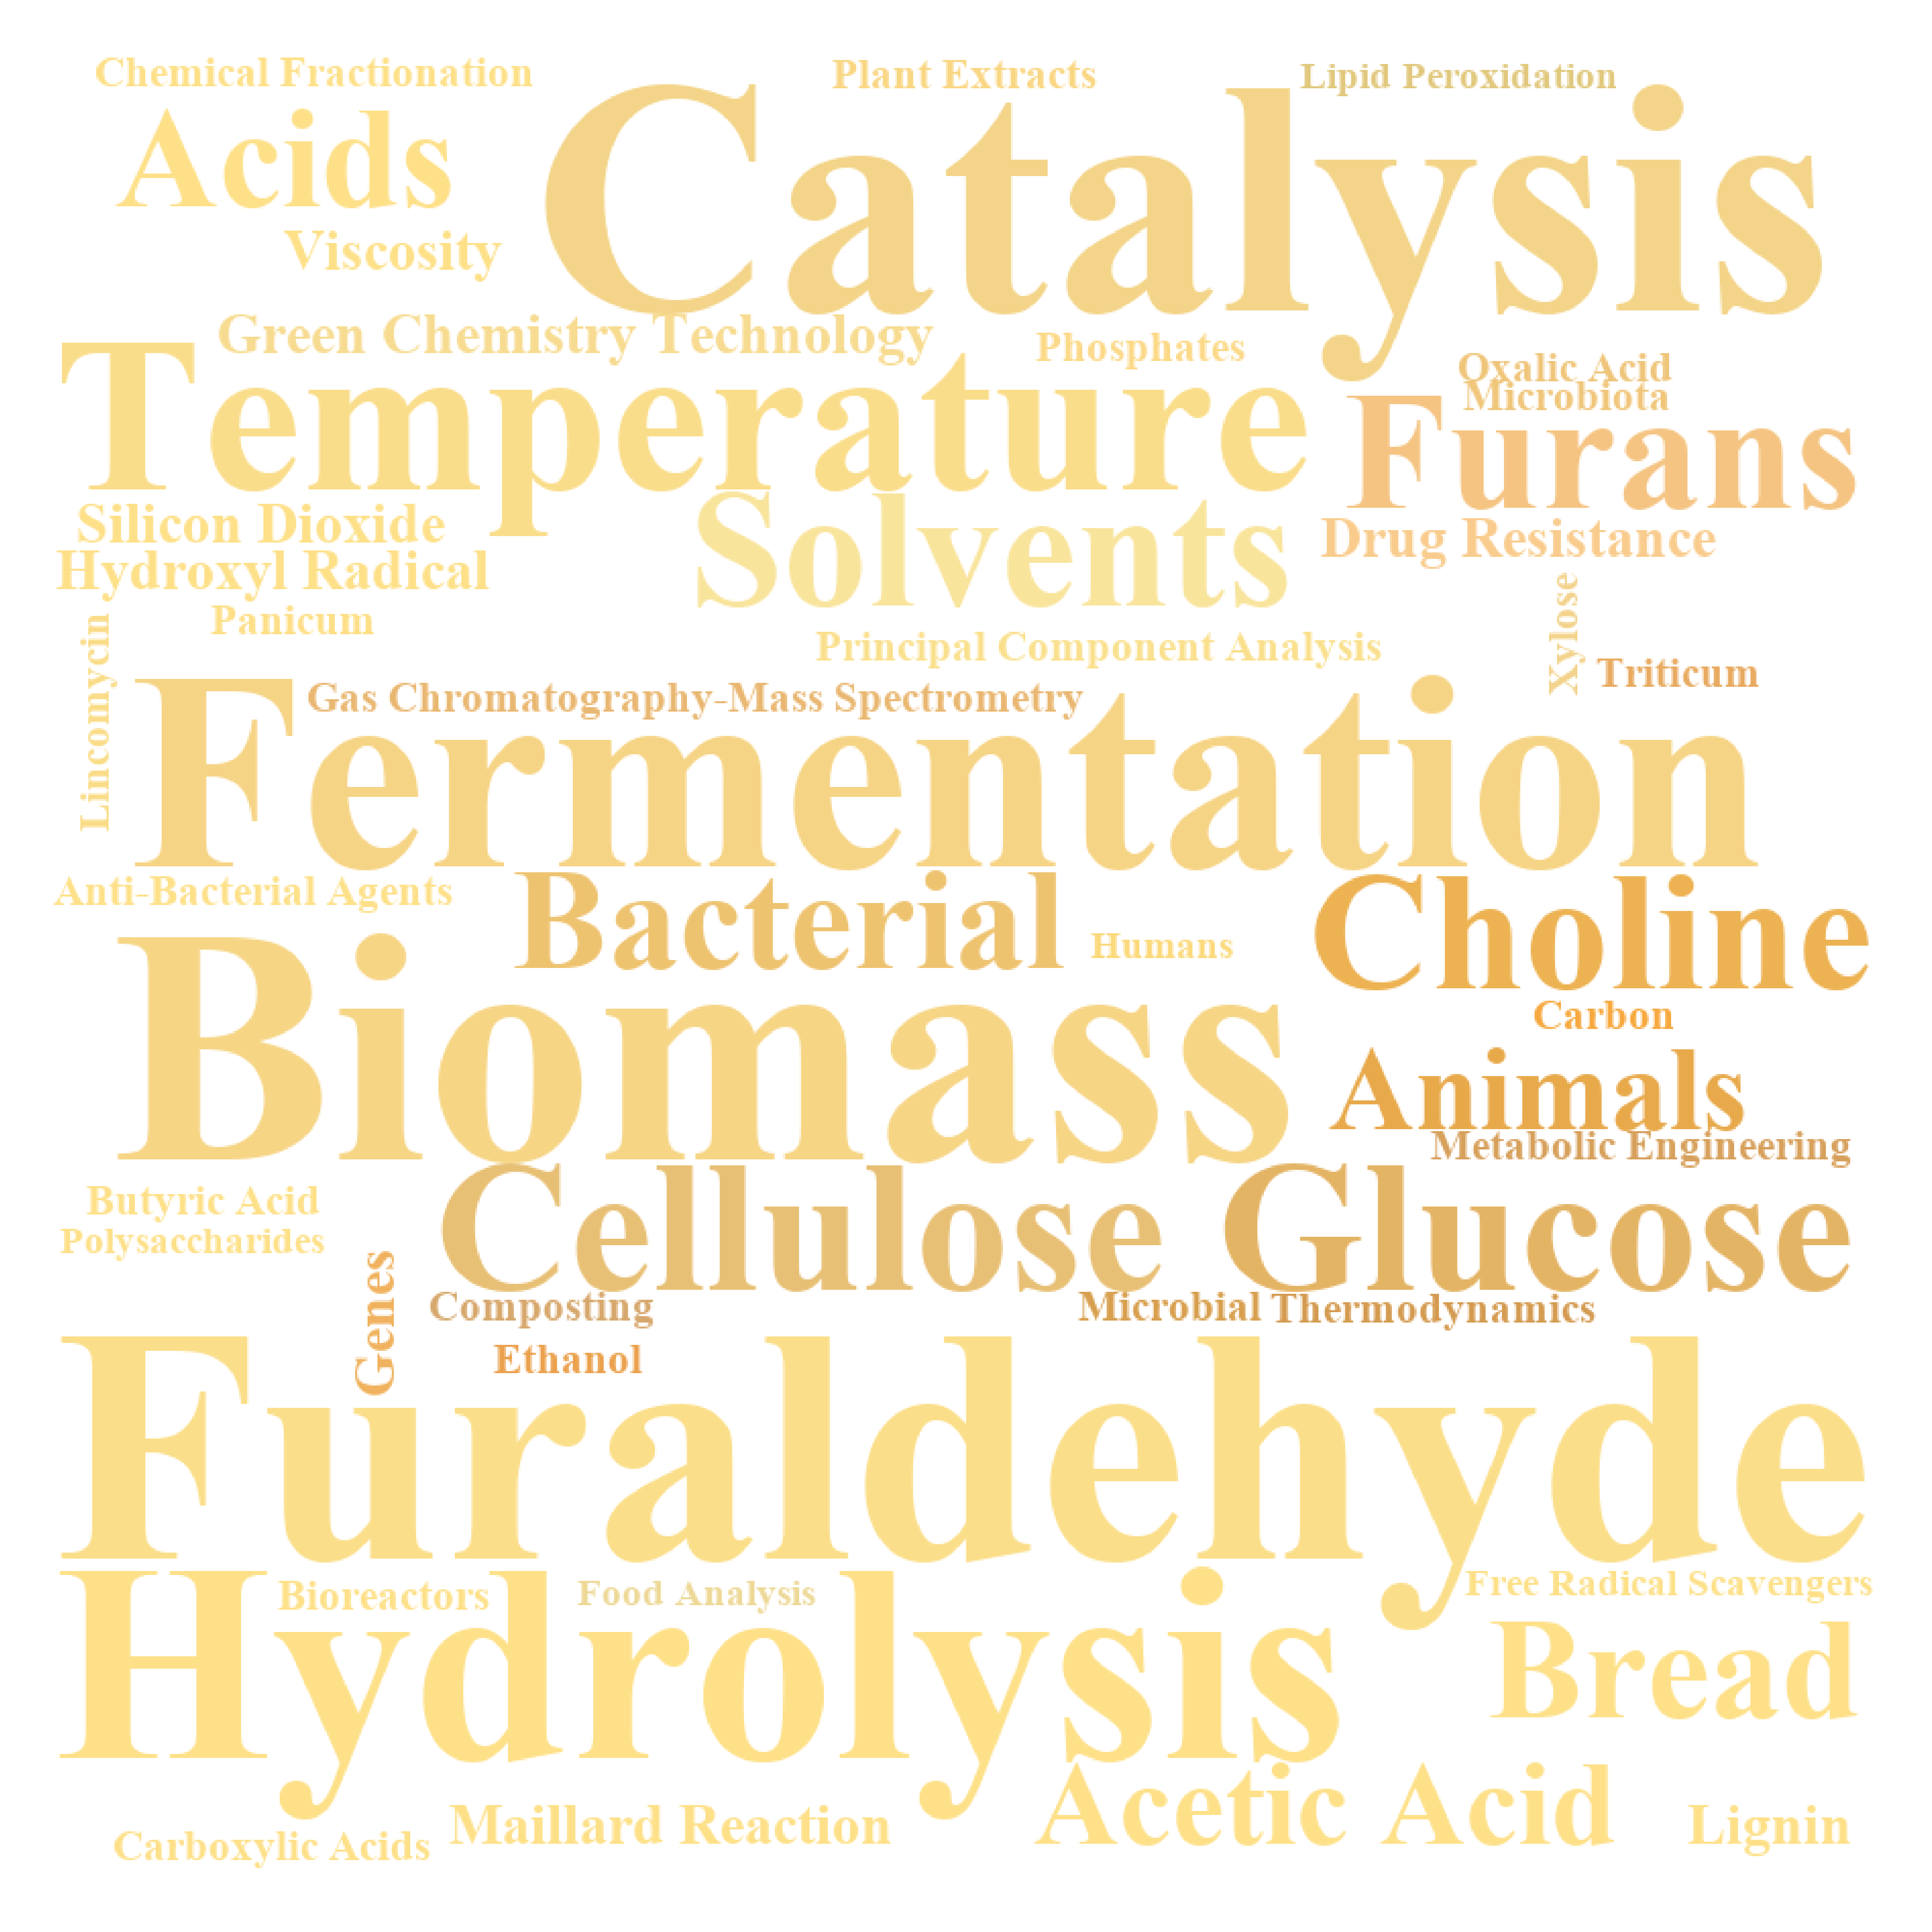 Chemical Fractionation
Plant Extracts
Lipid Peroxidation
Acids
Catalysis
Viscosity
Green Chemistry Technology
Phosphates
Oxalic Acid
Microbiota
Temperature
Furans
Silicon Dioxide
Solvents
Drug Resistance
Hydroxyl Radical
Panicum
Xylose
Lincomycin
Principal Component Analysis
Triticum
Gas Chromatography-Mass Spectrometry
Fermentation
Anti-Bacterial Agents
Bacterial
Humans
Choline
Biomass
Carbon
Animals
Metabolic Engineering
Butyric Acid
Cellulose
Glucose
Polysaccharides
Genes
Composting
Microbial
Thermodynamics
Ethanol
Furaldehyde
Bioreactors
Food Analysis
Free Radical Scavengers
Hydrolysis
Bread
Acetic Acid
Maillard Reaction
Lignin
Carboxylic Acids